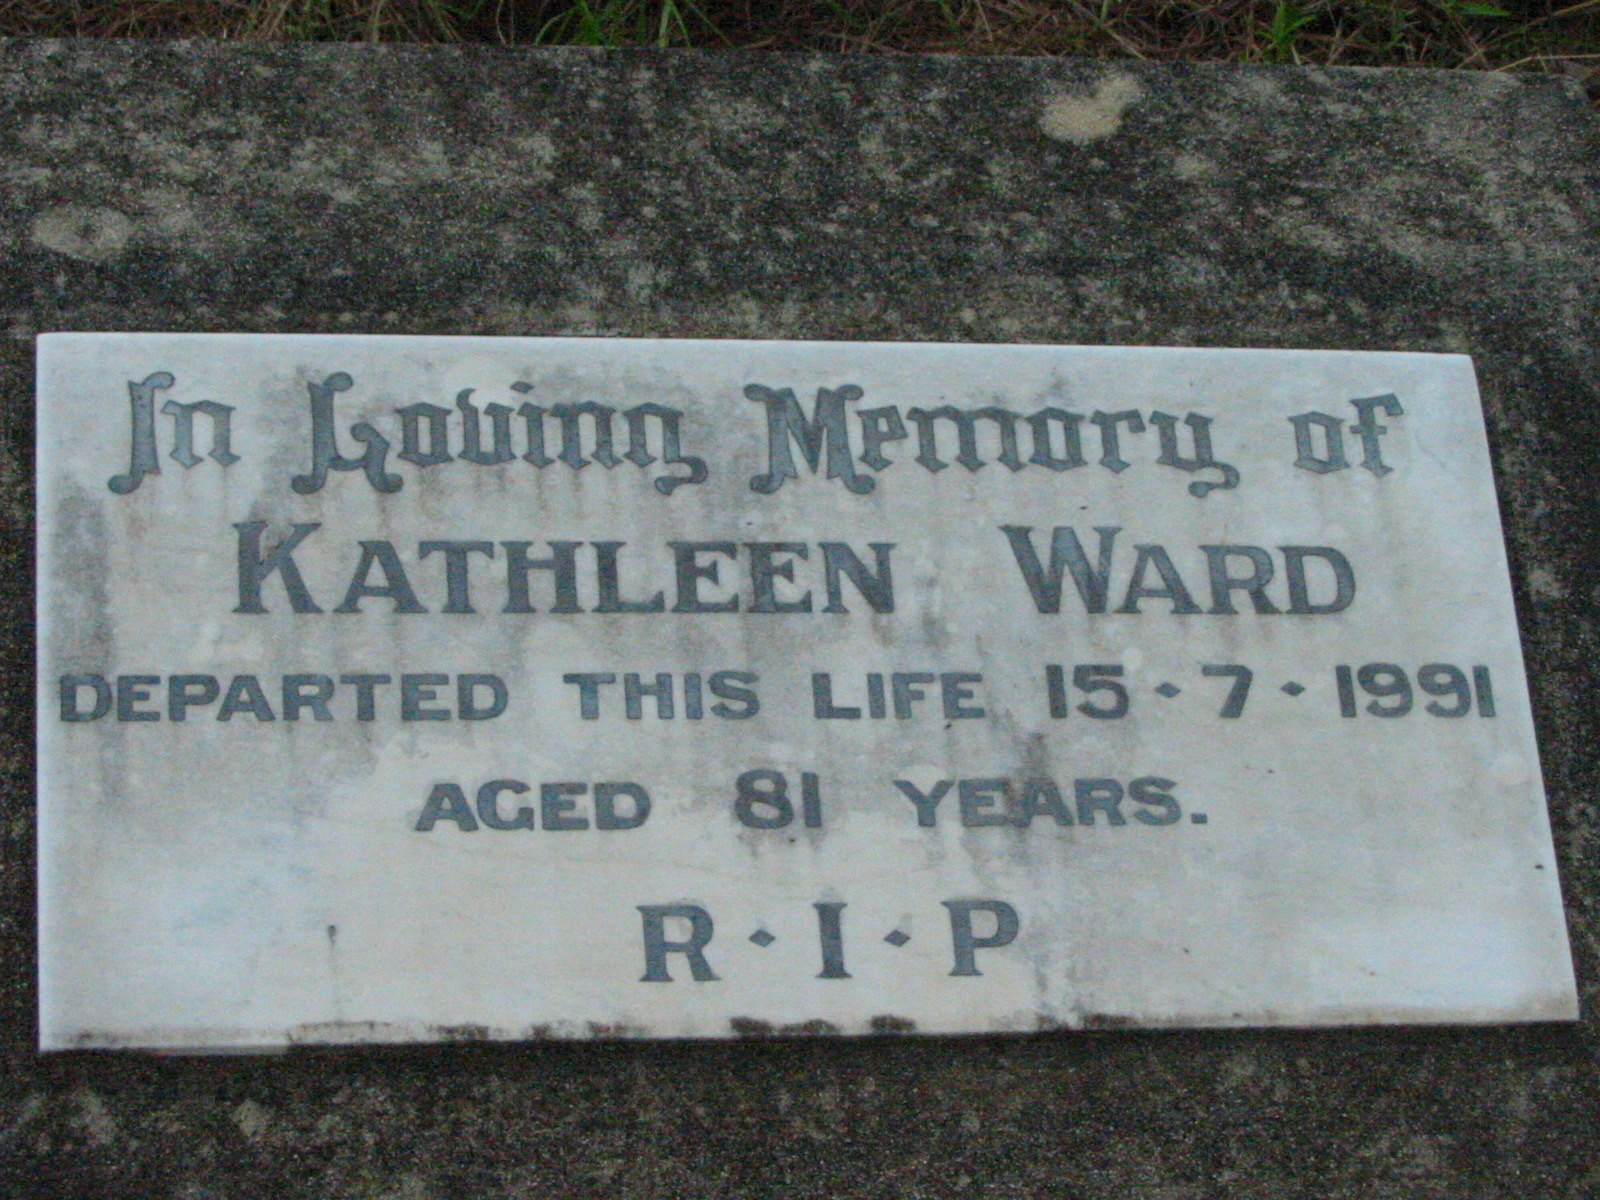 In Loving Memory of
KATHLEEN WARD
DEPARTED THIS LIFE 15·7·1991
AGED 81 YEARS.
R·I·P